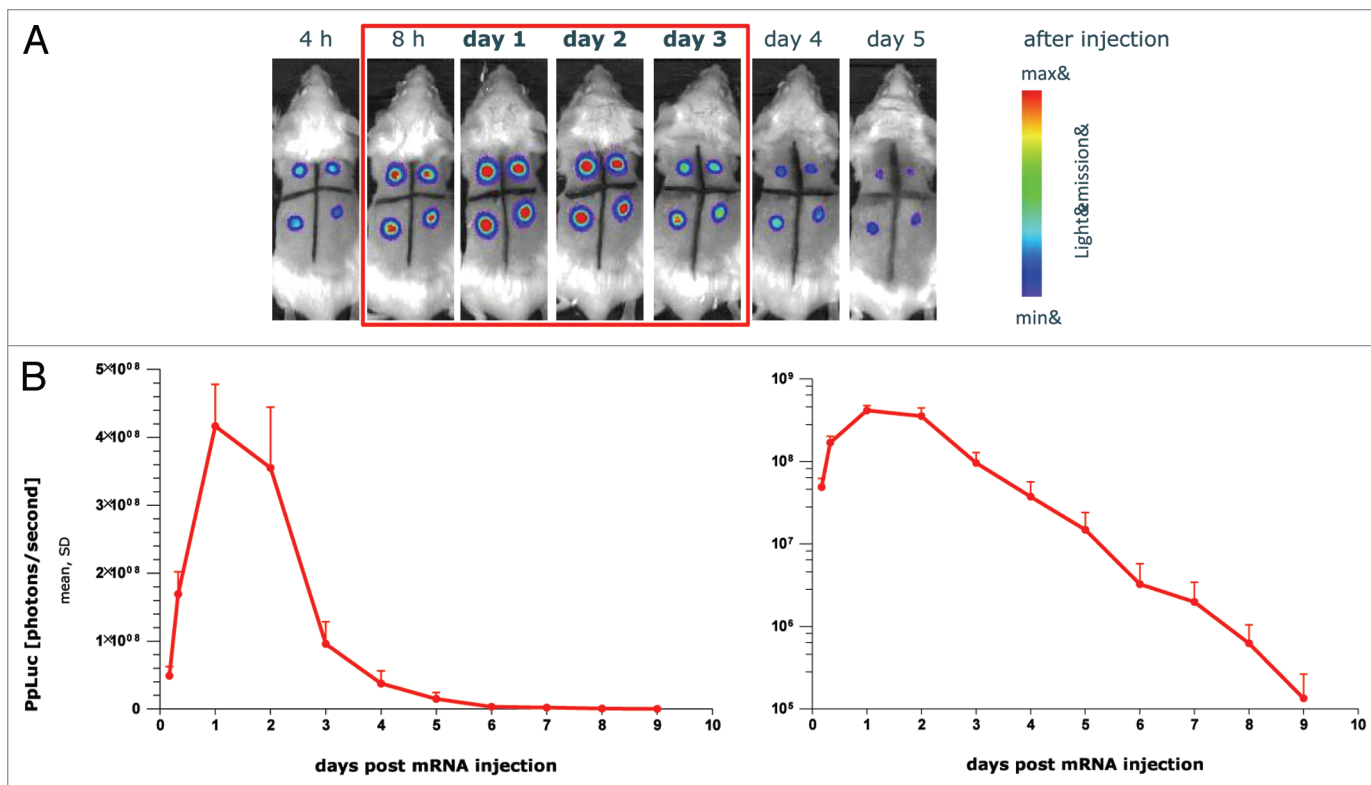 A
4 h 8 h day 1 day 2 day 3 day 4 day 5 after injection
max&
Light&mission&
min&
B
PpLuc [photons/second]
mean, SD
5×10⁰⁸
4×10⁰⁸
3×10⁰⁸
2×10⁰⁸
1×10⁰⁸
0
0 1 2 3 4 5 6 7 8 9 10
days post mRNA injection
10⁹
10⁸
10⁷
10⁶
10⁵
0 1 2 3 4 5 6 7 8 9 10
days post mRNA injection